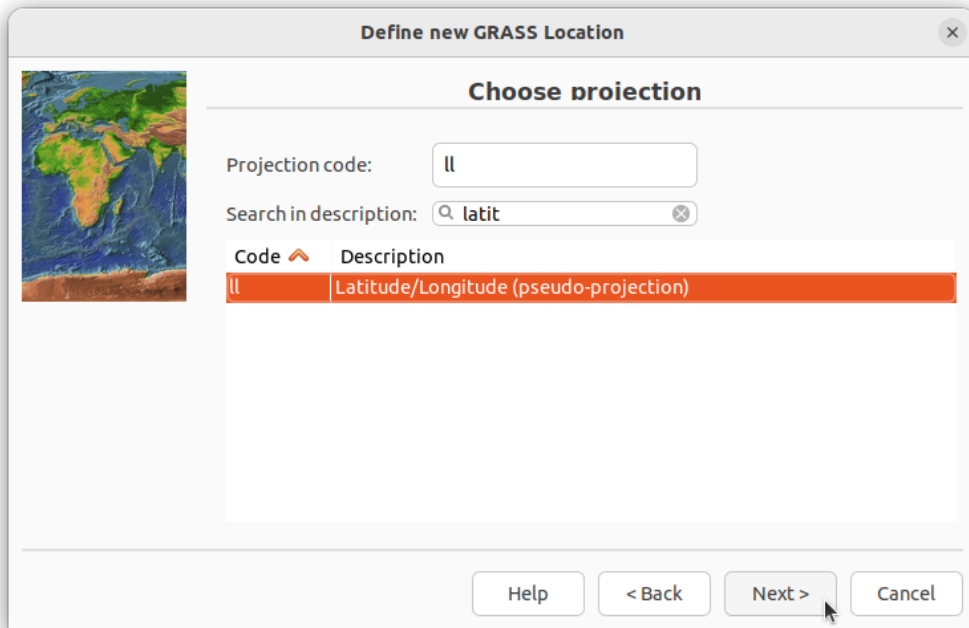 Define new GRASS Location
Choose projection
Projection code: ll
Search in description: latit
Code Description
ll Latitude/Longitude (pseudo-projection)
Help < Back Next > Cancel